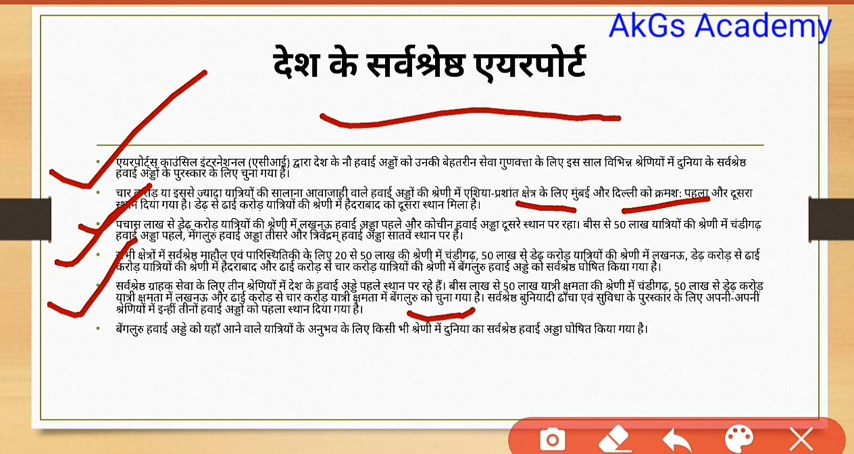 AkGs Academy
देश के सर्वश्रेष्ठ एयरपोर्ट
• एयरपोर्ट्स काउंसिल इंटरनेशनल (एसीआई) द्वारा देश के नौ हवाई अड्डों को उनकी बेहतरीन सेवा गुणवत्ता के लिए इस साल विभिन्न श्रेणियों में दुनिया के सर्वश्रेष्ठ
हवाई अड्डों के पुरस्कार के लिए चुना गया है।
• चार करोड़ या इससे ज्यादा यात्रियों की सालाना आवाजाही वाले हवाई अड्डों की श्रेणी में एशिया-प्रशांत क्षेत्र के लिए मुंबई और दिल्ली को क्रमश: पहला और दूसरा
स्थान दिया गया है। डेढ़ से ढाई करोड़ यात्रियों की श्रेणी में हैदराबाद को दूसरा स्थान मिला है।
• पचास लाख से डेढ़ करोड़ यात्रियों की श्रेणी में लखनऊ हवाई अड्डा पहले और कोचीन हवाई अड्डा दूसरे स्थान पर रहा। बीस से 50 लाख यात्रियों की श्रेणी में चंडीगढ़
हवाई अड्डा पहले, मेंगलुरु हवाई अड्डा तीसरे और त्रिवेंद्रम् हवाई अड्डा सातवें स्थान पर हैं।
• सभी क्षेत्रों में सर्वश्रेष्ठ माहौल एवं पारिस्थितिकी के लिए 20 से 50 लाख की श्रेणी में चंडीगढ़, 50 लाख से डेढ़ करोड़ यात्रियों की श्रेणी में लखनऊ, डेढ़ करोड़ से ढाई
करोड़ यात्रियों की श्रेणी में हैदराबाद और ढाई करोड़ से चार करोड़ यात्रियों की श्रेणी में बेंगलुरु हवाई अड्डे को सर्वश्रेष्ठ घोषित किया गया है।
• सर्वश्रेष्ठ ग्राहक सेवा के लिए तीन श्रेणियों में देश के हवाई अड्डे पहले स्थान पर रहे हैं। बीस लाख से 50 लाख यात्री क्षमता की श्रेणी में चंडीगढ़, 50 लाख से डेढ़ करोड़
यात्री क्षमता में लखनऊ और ढाई करोड़ से चार करोड़ यात्री क्षमता में बेंगलुरु को चुना गया है। सर्वश्रेष्ठ बुनियादी ढाँचा एवं सुविधा के पुरस्कार के लिए अपनी-अपनी
श्रेणियों में इन्हीं तीनों हवाई अड्डों को पहला स्थान दिया गया है।
• बेंगलुरु हवाई अड्डे को यहाँ आने वाले यात्रियों के अनुभव के लिए किसी भी श्रेणी में दुनिया का सर्वश्रेष्ठ हवाई अड्डा घोषित किया गया है।